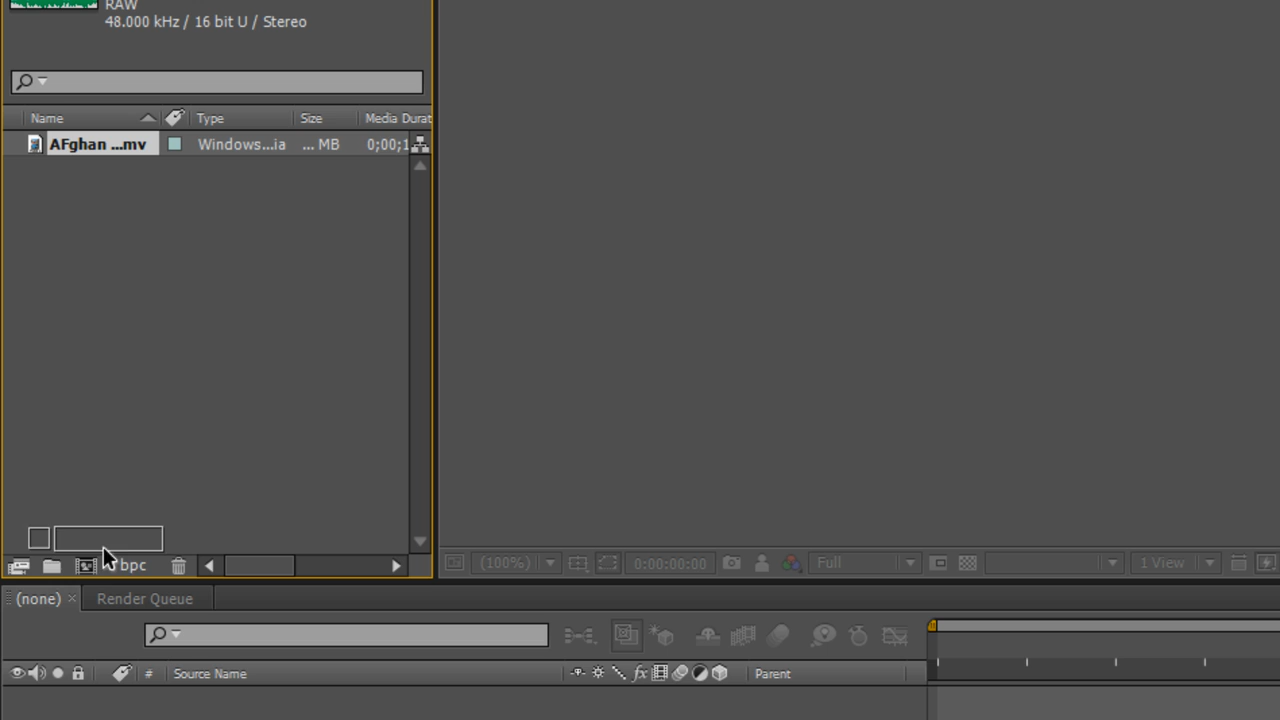 RAW
48.000 kHz / 16 bit U / Stereo
Name Type Size Media Durat
AFghan ...mv Windows...ia ... MB 0;00;1
bpc
(100%) 0:00:00:00 Full 1 View
(none) × Render Queue
# Source Name fx Parent